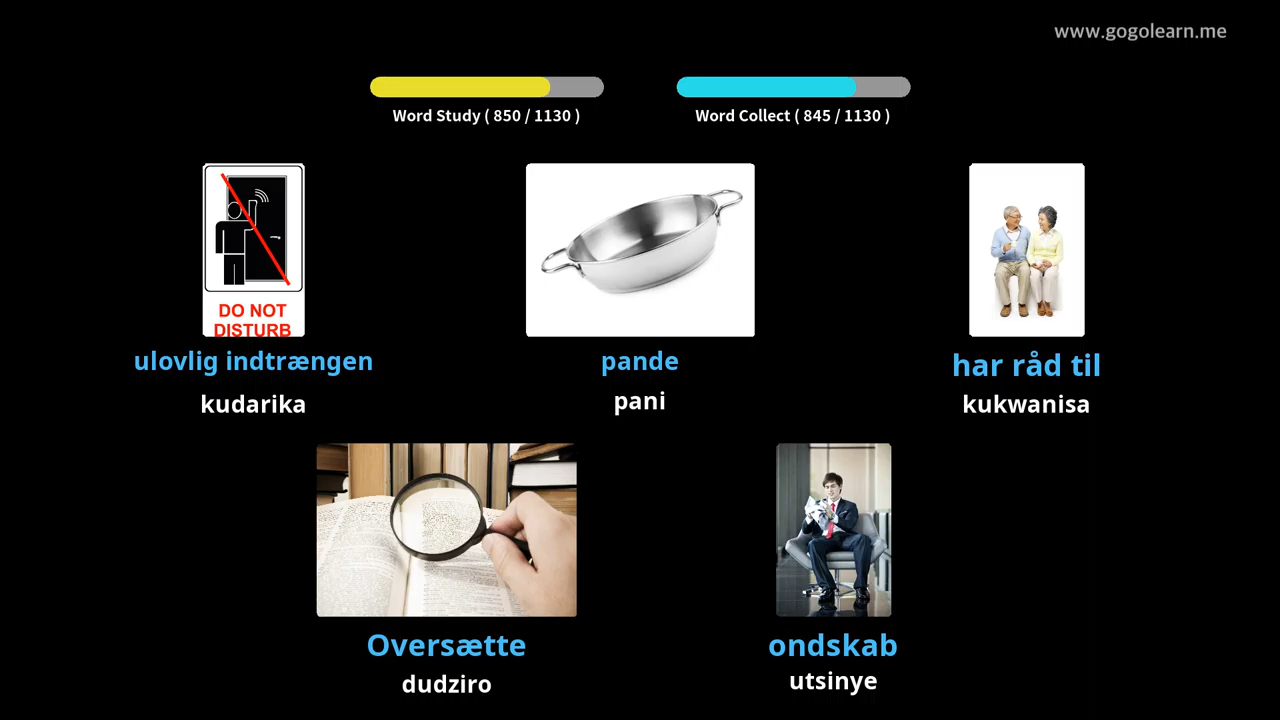 www.gogolearn.me
Word Study ( 850 / 1130 )
Word Collect ( 845 / 1130 )
DO NOT
DISTURB
ulovlig indtrængen
pande
har råd til
kudarika
pani
kukwanisa
Oversætte
ondskab
dudziro
utsinye